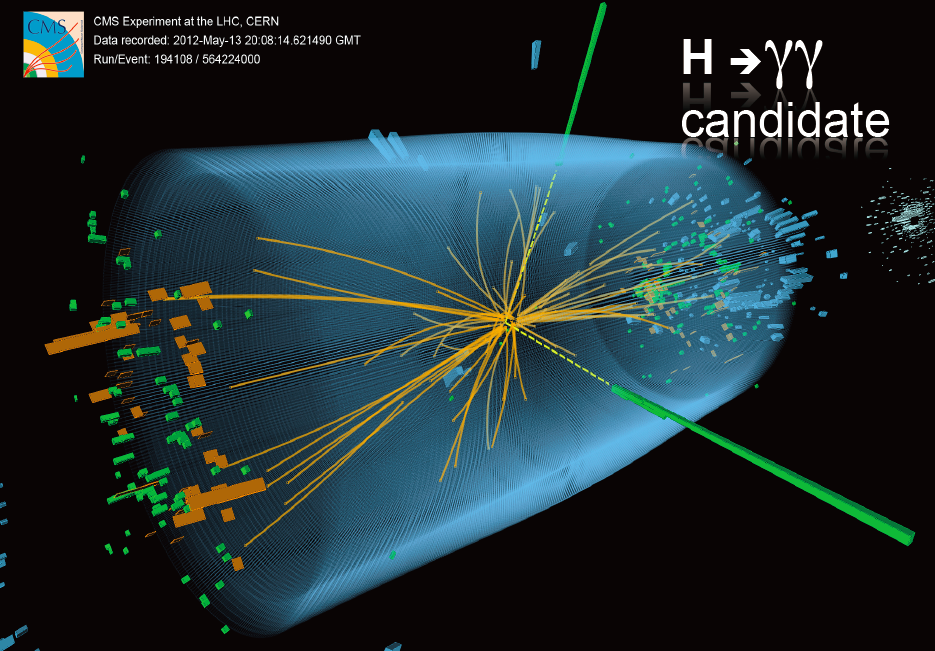 CMS
CMS Experiment at the LHC, CERN
Data recorded: 2012-May-13 20:08:14.621490 GMT
Run/Event: 194108 / 564224000
H → γγ
candidate